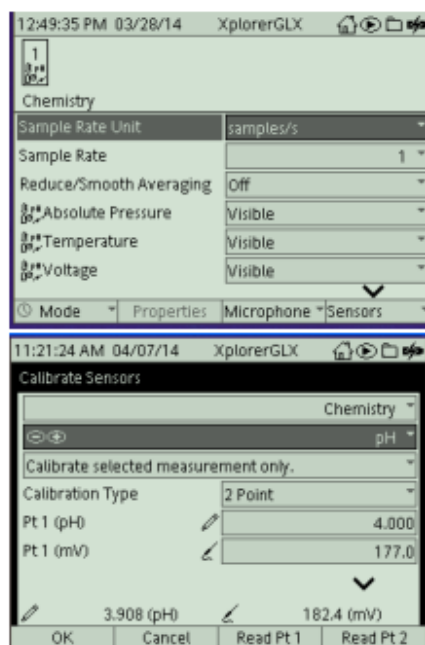 12:49:35 PM 03/28/14 XplorerGLX
1
Chemistry
Sample Rate Unit samples/s
Sample Rate 1
Reduce/Smooth Averaging Off
Absolute Pressure Visible
Temperature Visible
Voltage Visible
Mode Properties Microphone Sensors
11:21:24 AM 04/07/14 XplorerGLX
Calibrate Sensors
Chemistry
pH
Calibrate selected measurement only.
Calibration Type 2 Point
Pt 1 (pH) 4.000
Pt 1 (mV) 177.0
3.908 (pH) 182.4 (mV)
OK Cancel Read Pt 1 Read Pt 2